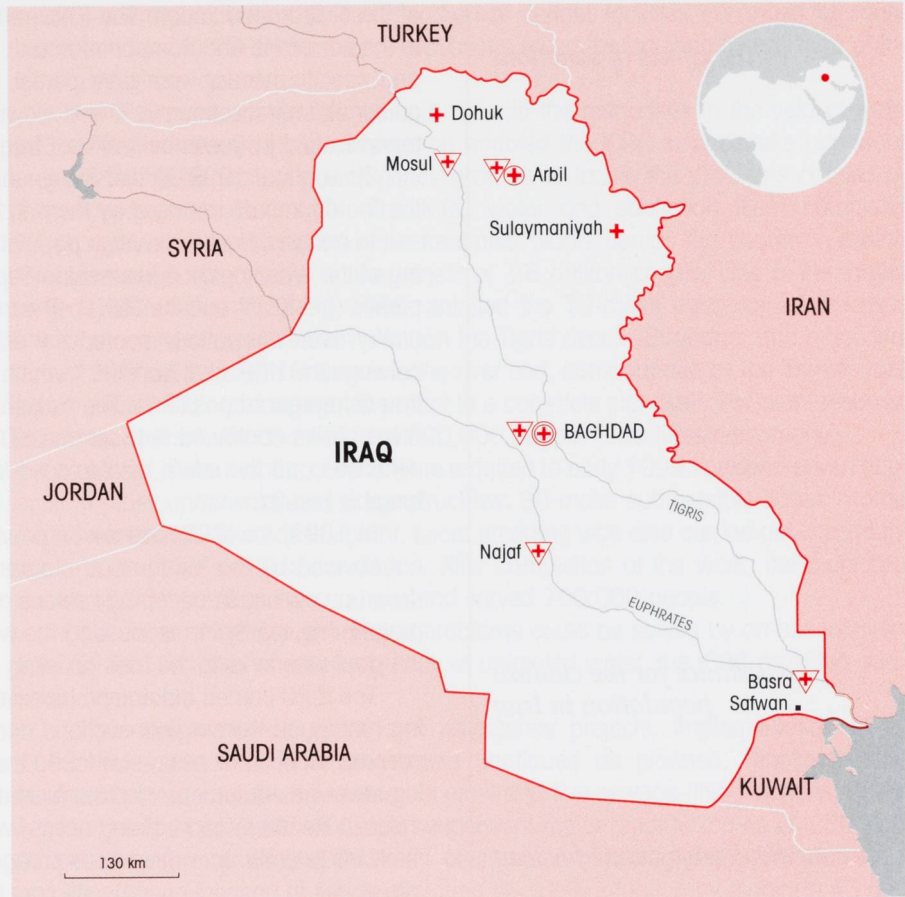 TURKEY
Dohuk
Mosul
Arbil
Sulaymaniyah
SYRIA
IRAN
BAGHDAD
IRAQ
JORDAN
TIGRIS
Najaf
EUPHRATES
Basra
Safwan
SAUDI ARABIA
KUWAIT
130 km